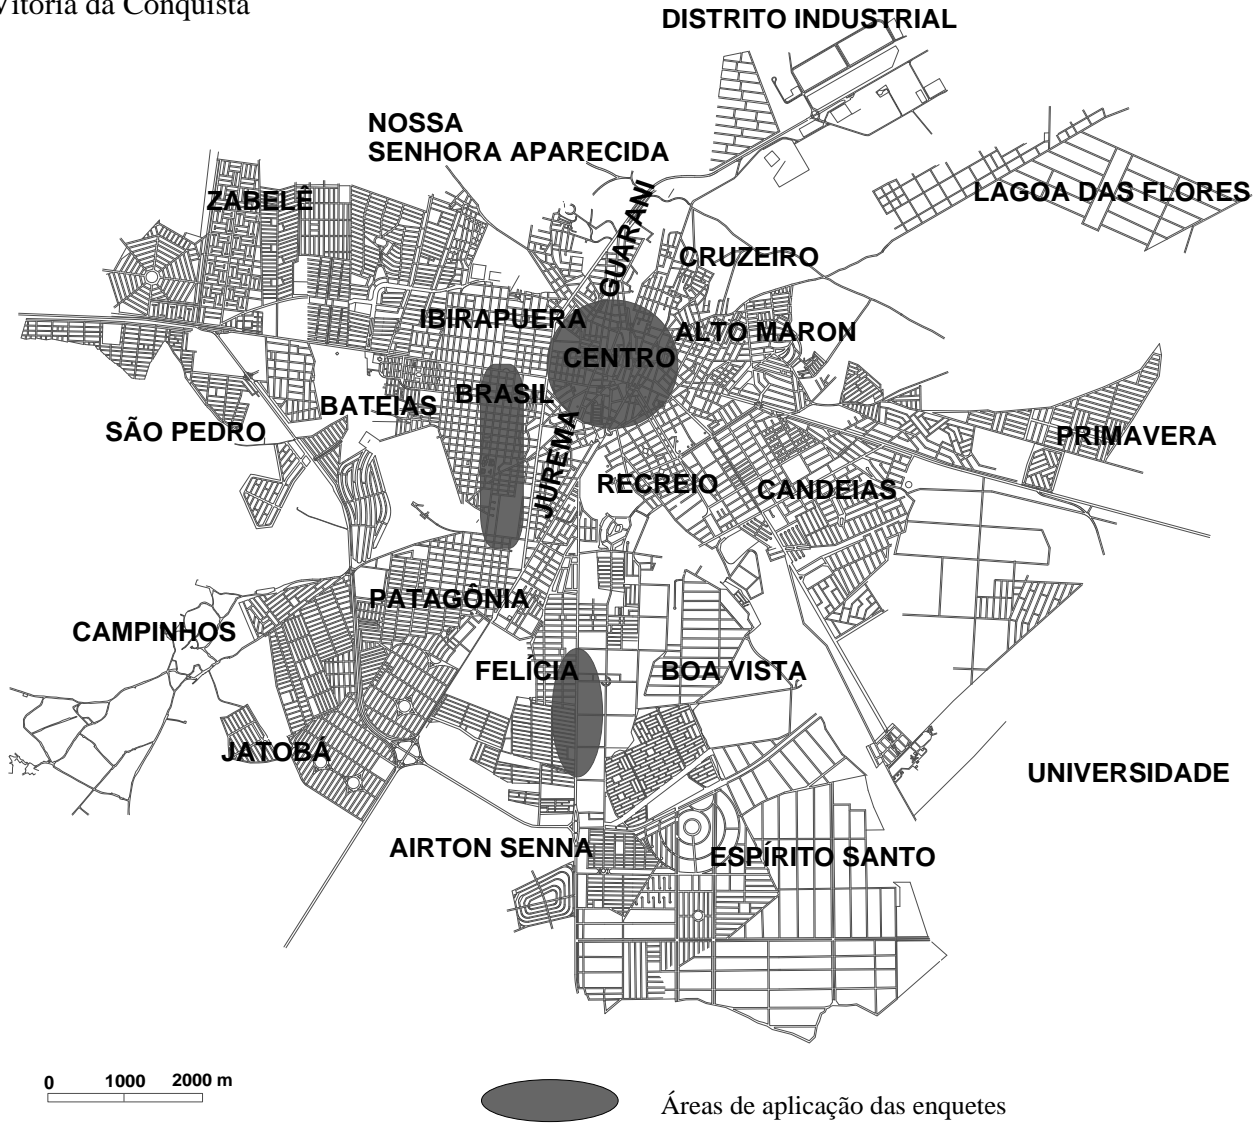 Vitória da Conquista
DISTRITO INDUSTRIAL
NOSSA
SENHORA APARECIDA
ZABELÊ
LAGOA DAS FLORES
GUARANI
CRUZEIRO
IBIRAPUERA
ALTO MARON
CENTRO
BRASIL
BATEIAS
SÃO PEDRO
JUREMA
PRIMAVERA
RECREIO
CANDEIAS
PATAGÔNIA
CAMPINHOS
FELÍCIA
BOA VISTA
JATOBÁ
UNIVERSIDADE
AIRTON SENNA
ESPÍRITO SANTO
0 1000 2000 m
Áreas de aplicação das enquetes